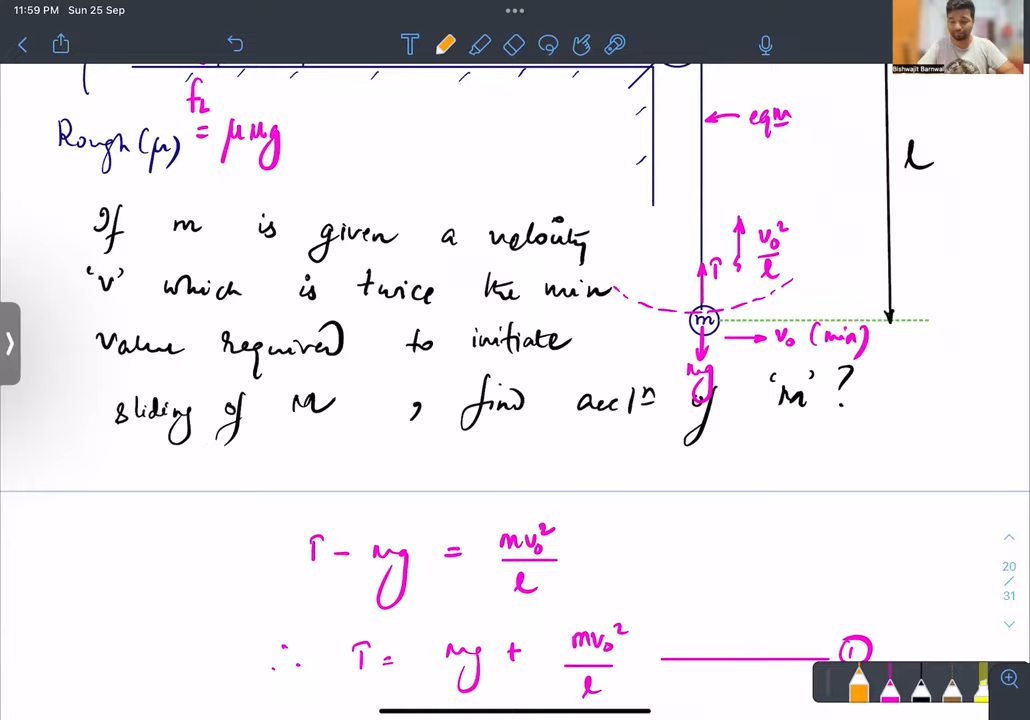 11:59 PM Sun 25 Sep
Bishwajit Barnwal
fL
= μMg
Rough(μ)
eqm
l
If m is given a velocity
'v' which is twice the min
value required to initiate
sliding of M , find accln of 'm' ?
T
v₀²/l
m
v₀ (min)
mg
T - mg = mv₀²/l
∴ T = mg + mv₀²/l ——— ①
20
/
31